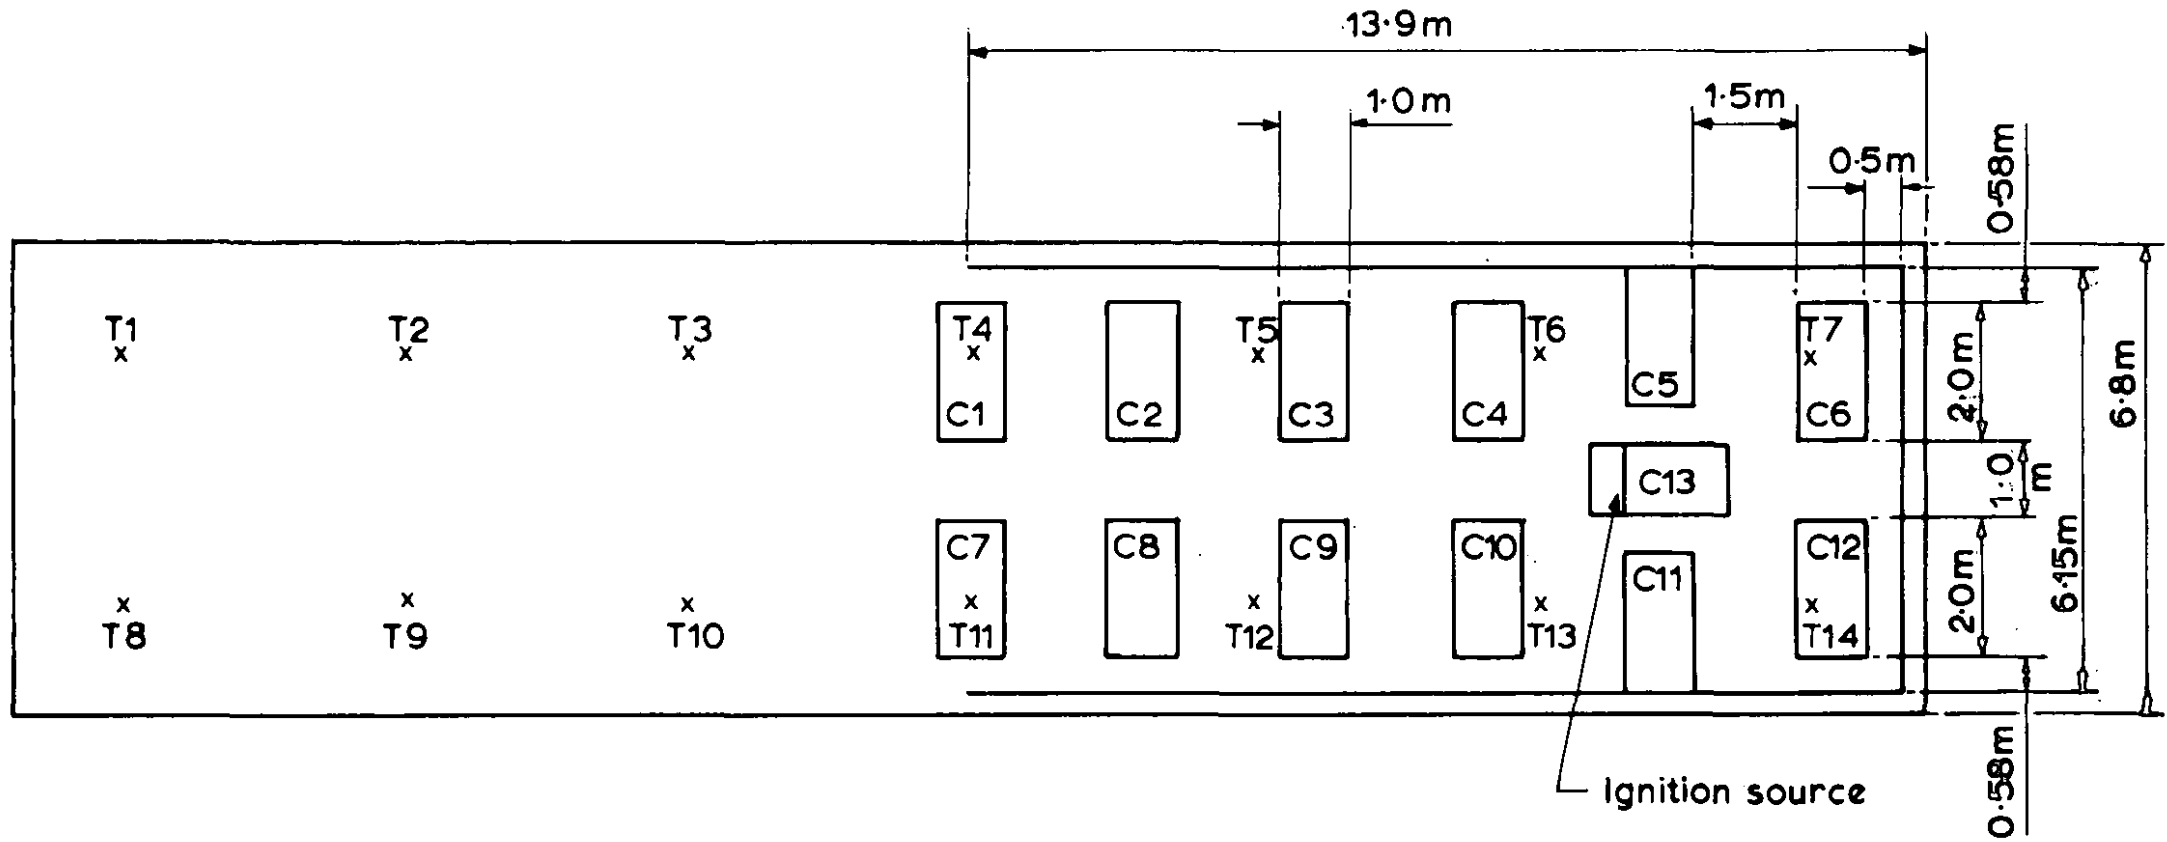 13·9m
1·0m
1·5m
0·5m
0·58m
T1
T2
T3
T4
T5
T6
T7
C1
C2
C3
C4
C5
C6
2·0m
6·8m
C13
1·0
m
C7
C8
C9
C10
C11
C12
2·0m
6·15m
T8
T9
T10
T11
T12
T13
T14
0·58m
Ignition source